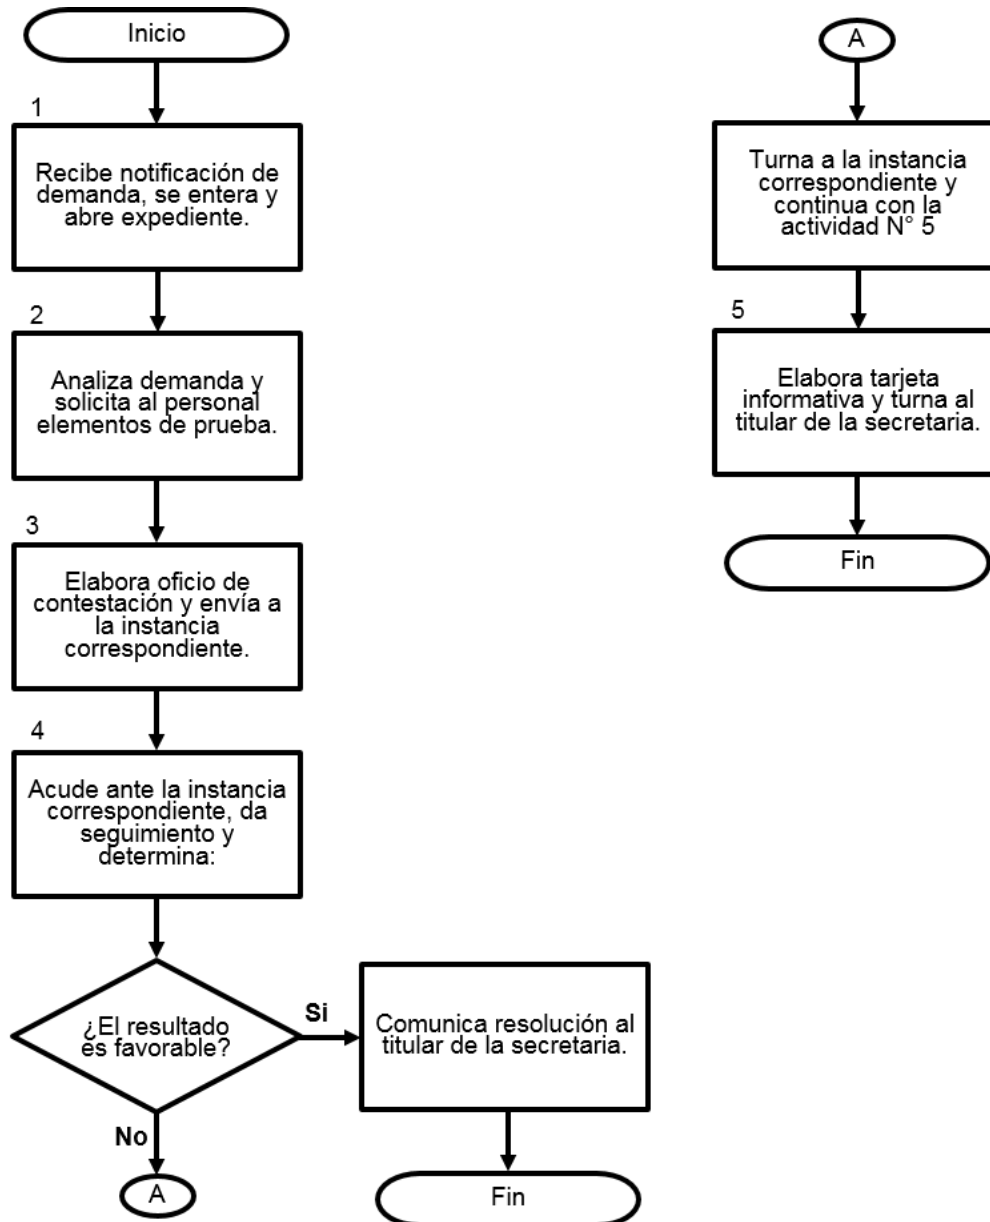 Inicio
1
Recibe notificación de
demanda, se entera y
abre expediente.
2
Analiza demanda y
solicita al personal
elementos de prueba.
3
Elabora oficio de
contestación y envía a
la instancia
correspondiente.
4
Acude ante la instancia
correspondiente, da
seguimiento y
determina:
¿El resultado
es favorable?
Si
Comunica resolución al
titular de la secretaria.
Fin
No
A
A
Turna a la instancia
correspondiente y
continua con la
actividad N° 5
5
Elabora tarjeta
informativa y turna al
titular de la secretaria.
Fin